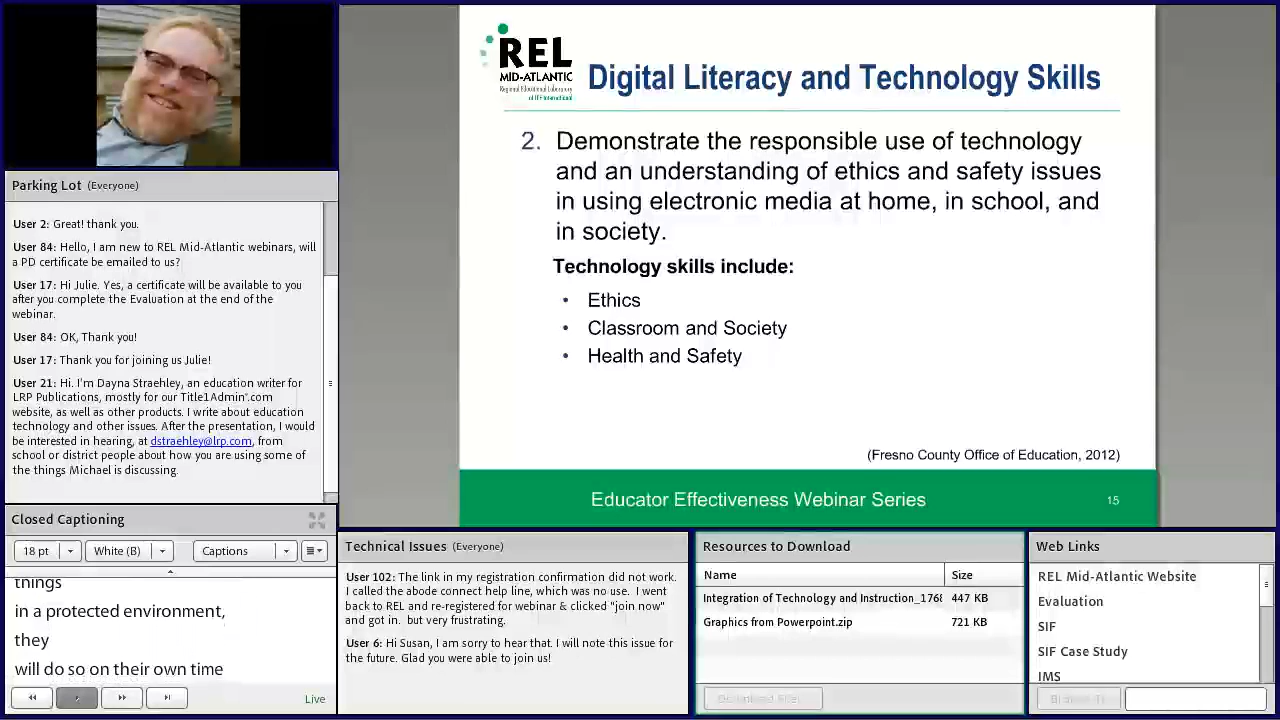 REL
MID-ATLANTIC
Regional Educational Laboratory
at ICF International
Digital Literacy and Technology Skills
2. Demonstrate the responsible use of technology
and an understanding of ethics and safety issues
in using electronic media at home, in school, and
in society.
Technology skills include:
• Ethics
• Classroom and Society
• Health and Safety
(Fresno County Office of Education, 2012)
Educator Effectiveness Webinar Series
15
Parking Lot (Everyone)
User 2: Great! thank you.
User 84: Hello, I am new to REL Mid-Atlantic webinars, will
a PD certificate be emailed to us?
User 17: Hi Julie. Yes, a certificate will be available to you
after you complete the Evaluation at the end of the
webinar.
User 84: OK, Thank you!
User 17: Thank you for joining us Julie!
User 21: Hi. I'm Dayna Straehley, an education writer for
LRP Publications, mostly for our Title1Admin®.com
website, as well as other products. I write about education
technology and other issues. After the presentation, I would
be interested in hearing, at dstraehley@lrp.com, from
school or district people about how you are using some of
the things Michael is discussing.
Closed Captioning
18 pt
White (B)
Captions
things
in a protected environment,
they
will do so on their own time
Live
Technical Issues (Everyone)
User 102: The link in my registration confirmation did not work.
I called the abode connect help line, which was no use. I went
back to REL and re-registered for webinar & clicked "join now"
and got in. but very frustrating.
User 6: Hi Susan, I am sorry to hear that. I will note this issue for
the future. Glad you were able to join us!
Resources to Download
Name Size
Integration of Technology and Instruction_176 447 KB
Graphics from Powerpoint.zip 721 KB
Download File
Web Links
REL Mid-Atlantic Website
Evaluation
SIF
SIF Case Study
IMS
Browse To